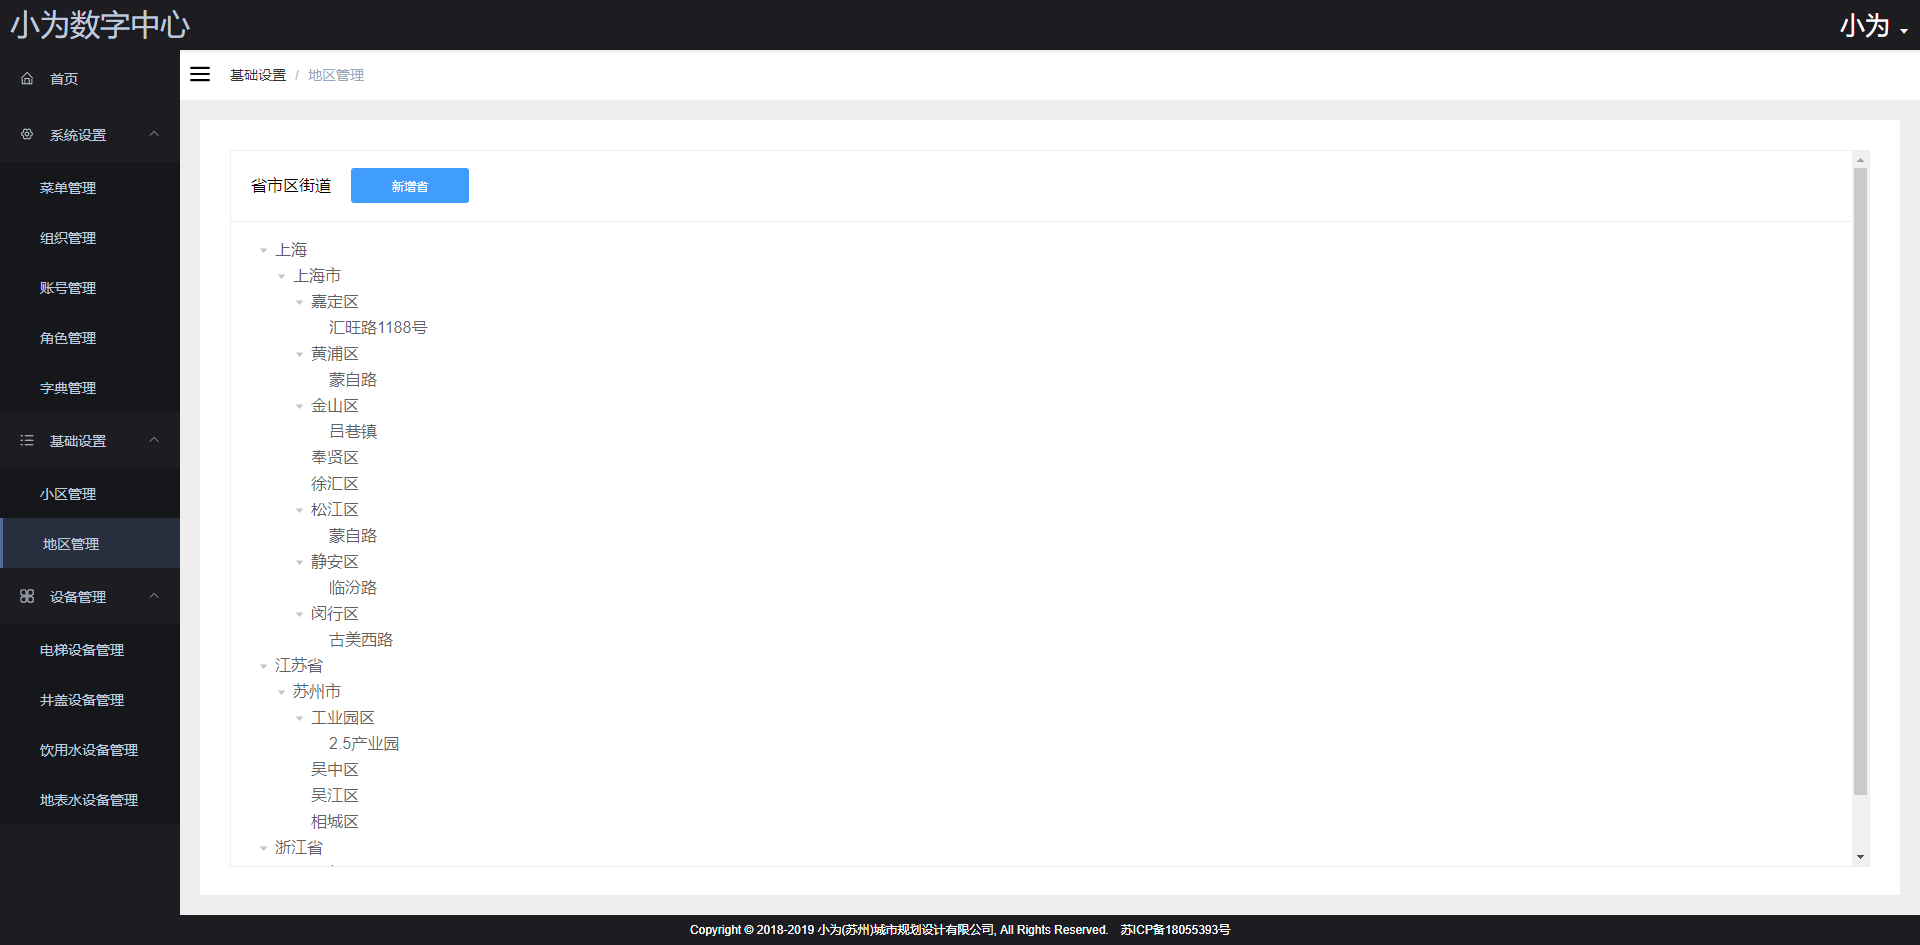 小为数字中心
小为
首页
系统设置
菜单管理
组织管理
账号管理
角色管理
字典管理
基础设置
小区管理
地区管理
设备管理
电梯设备管理
井盖设备管理
饮用水设备管理
地表水设备管理
基础设置 / 地区管理
省市区街道 新增省
上海
上海市
嘉定区
汇旺路1188号
黄浦区
蒙自路
金山区
吕巷镇
奉贤区
徐汇区
松江区
蒙自路
静安区
临汾路
闵行区
古美西路
江苏省
苏州市
工业园区
2.5产业园
吴中区
吴江区
相城区
浙江省
Copyright © 2018-2019 小为(苏州)城市规划设计有限公司, All Rights Reserved. 苏ICP备18055393号